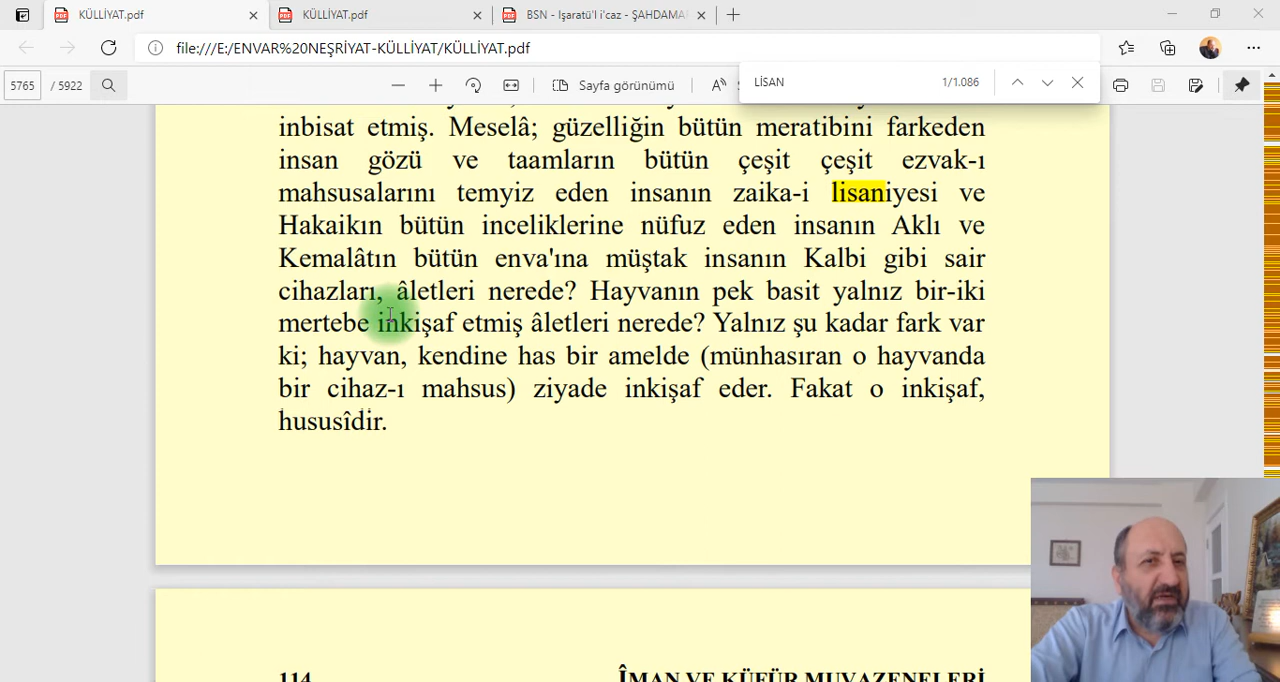 KÜLLİYAT.pdf
KÜLLİYAT.pdf
BSN - Işaratü'l i'caz - ŞAHDAMA
file:///E:/ENVAR%20NEŞRİYAT-KÜLLİYAT/KÜLLİYAT.pdf
5765 / 5922
Sayfa görünümü
LİSAN 1/1.086
inbisat etmiş. Meselâ; güzelliğin bütün meratibini farkeden
insan gözü ve taamların bütün çeşit çeşit ezvak-ı
mahsusalarını temyiz eden insanın zaika-i lisaniyesi ve
Hakaikın bütün inceliklerine nüfuz eden insanın Aklı ve
Kemalâtın bütün enva'ına müştak insanın Kalbi gibi sair
cihazları, âletleri nerede? Hayvanın pek basit yalnız bir-iki
mertebe inkişaf etmiş âletleri nerede? Yalnız şu kadar fark var
ki; hayvan, kendine has bir amelde (münhasıran o hayvanda
bir cihaz-ı mahsus) ziyade inkişaf eder. Fakat o inkişaf,
hususîdir.
114 ÎMAN VE KÜFÜR MUVAZENELERİ